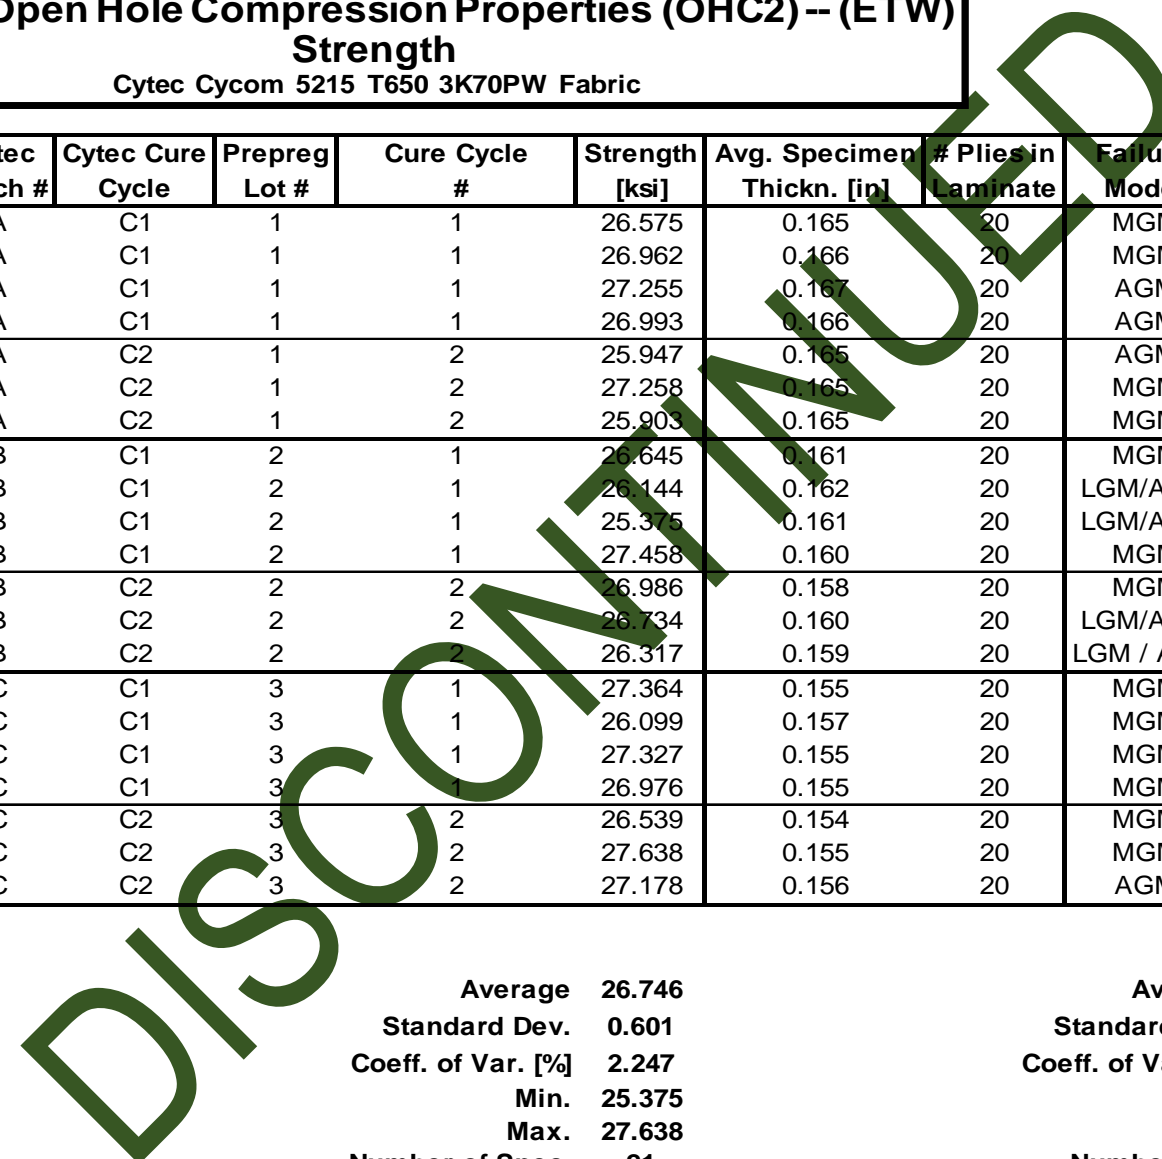 Open Hole Compression Properties (OHC2) -- (ETW)
Strength
Cytec Cycom 5215 T650 3K70PW Fabric
Cytec Cure Prepreg Cure Cycle Strength Avg. Specimen # Plies in
Cycle Lot # # [ksi] Thickn. [in] Laminate
A C1 1 1 26.575 0.165 20
A C1 1 1 26.962 0.166 20
A C1 1 1 27.255 0.167 20
A C1 1 1 26.993 0.166 20
A C2 1 2 25.947 0.165 20
A C2 1 2 27.258 0.165 20
A C2 1 2 25.903 0.165 20
B C1 2 1 26.645 0.161 20
B C1 2 1 26.144 0.162 20 LGM/A
B C1 2 1 25.375 0.161 20 LGM/A
B C1 2 1 27.458 0.160 20
B C2 2 2 26.986 0.158 20
B C2 2 2 26.734 0.160 20 LGM/A
B C2 2 2 26.317 0.159 20 LGM / A
C C1 3 1 27.364 0.155 20
C C1 3 1 26.099 0.157 20
C C1 3 1 27.327 0.155 20
C C1 3 1 26.976 0.155 20
C C2 3 2 26.539 0.154 20
C C2 3 2 27.638 0.155 20
C C2 3 2 27.178 0.156 20
Average 26.746
Standard Dev. 0.601 Standard
Coeff. of Var. [%] 2.247 Coeff. of
Min. 25.375
Max. 27.638
Number of Spec. 21
DISCONTINUED